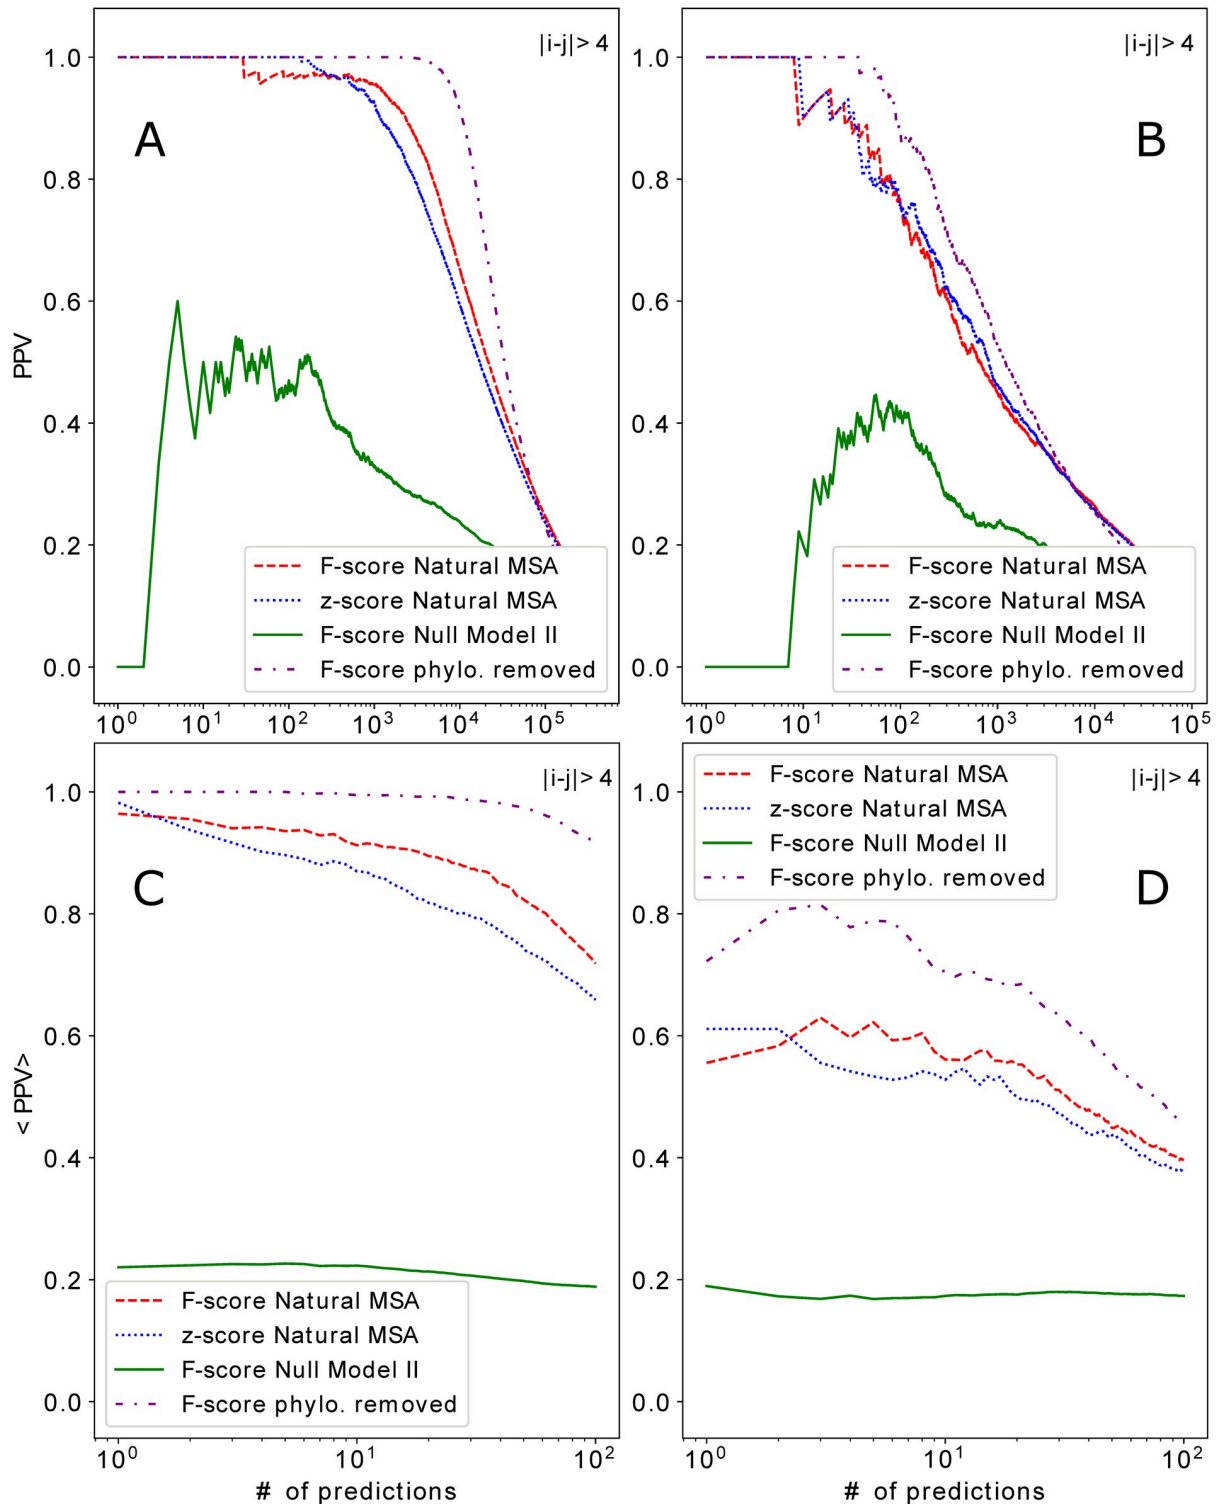 |i-j|> 4
A
1.0
0.8
0.6
0.4
0.2
0.0
PPV
F-score Natural MSA
z-score Natural MSA
F-score Null Model II
F-score phylo. removed
10^0 10^1 10^2 10^3 10^4 10^5
|i-j|> 4
B
1.0
0.8
0.6
0.4
0.2
0.0
F-score Natural MSA
z-score Natural MSA
F-score Null Model II
F-score phylo. removed
10^0 10^1 10^2 10^3 10^4 10^5
|i-j|> 4
C
1.0
0.8
0.6
0.4
0.2
0.0
< PPV>
F-score Natural MSA
z-score Natural MSA
F-score Null Model II
F-score phylo. removed
10^0 10^1 10^2
# of predictions
F-score Natural MSA
z-score Natural MSA
F-score Null Model II
F-score phylo. removed
|i-j|> 4
D
1.0
0.8
0.6
0.4
0.2
0.0
10^0 10^1 10^2
# of predictions